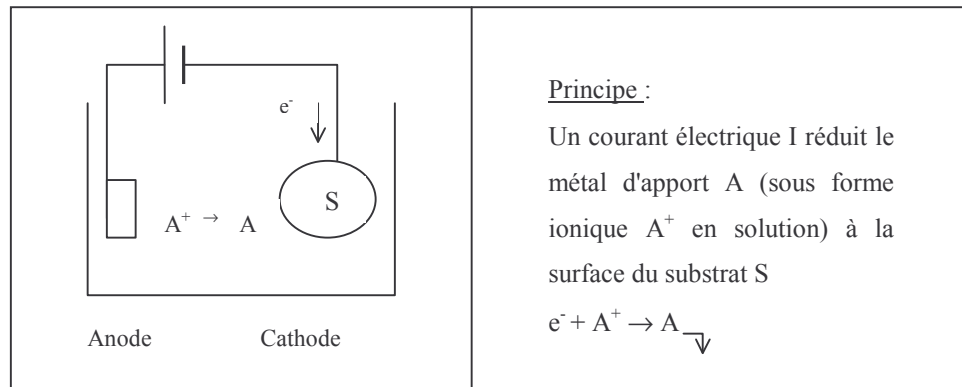 e⁻
S
A⁺ → A
Anode Cathode
Principe :
Un courant électrique I réduit le
métal d'apport A (sous forme
ionique A⁺ en solution) à la
surface du substrat S
e⁻ + A⁺ → A